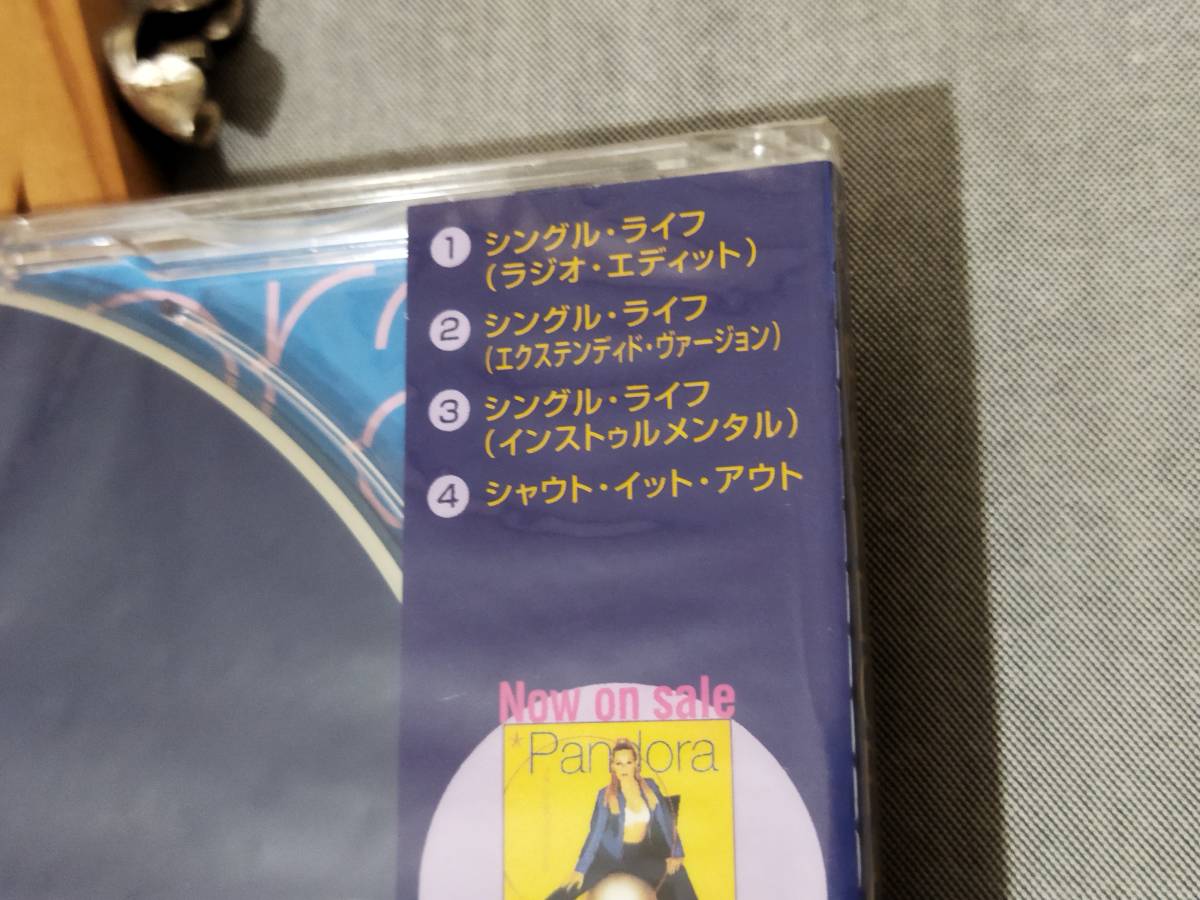 1 シングル・ライフ
(ラジオ・エディット)
2 シングル・ライフ
(エクステンディド・ヴァージョン)
3 シングル・ライフ
(インストゥルメンタル)
4 シャウト・イット・アウト
Now on sale
*Pandora